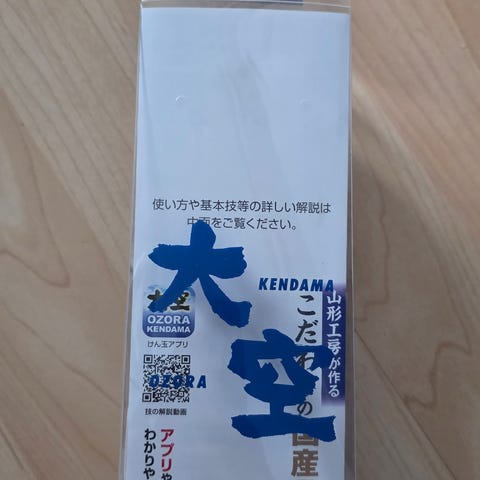 使い方や基本技等の詳しい解説は
中面をご覧ください。
大空
KENDAMA
OZORA
山形工房が作る
こだわりの国産
大空
OZORA
KENDAMA
けん玉アプリ
技の解説動画
アプリや
わかりや